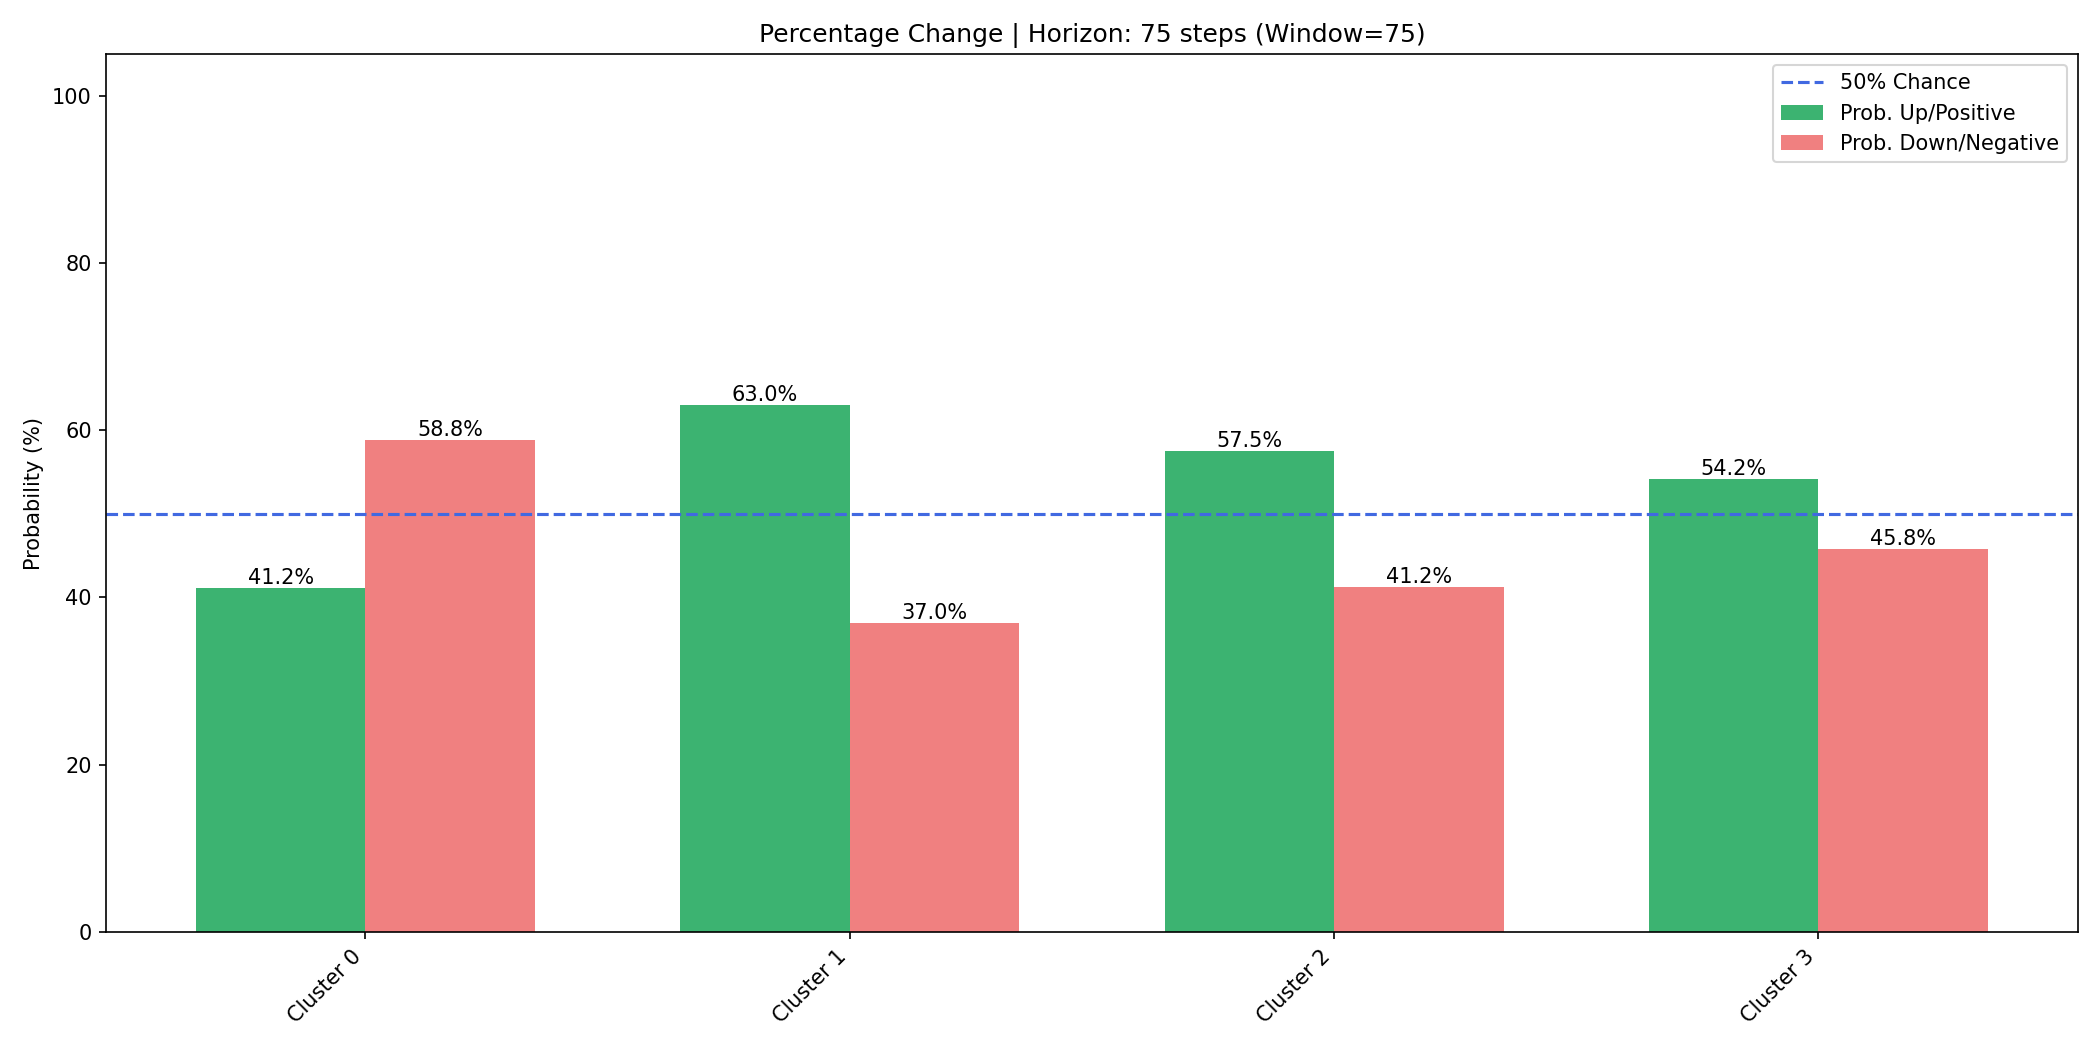 Percentage Change | Horizon: 75 steps (Window=75)
50% Chance
Prob. Up/Positive
Prob. Down/Negative
Probability (%)
100
80
60
40
20
0
41.2%
58.8%
63.0%
37.0%
57.5%
41.2%
54.2%
45.8%
Cluster 0
Cluster 1
Cluster 2
Cluster 3